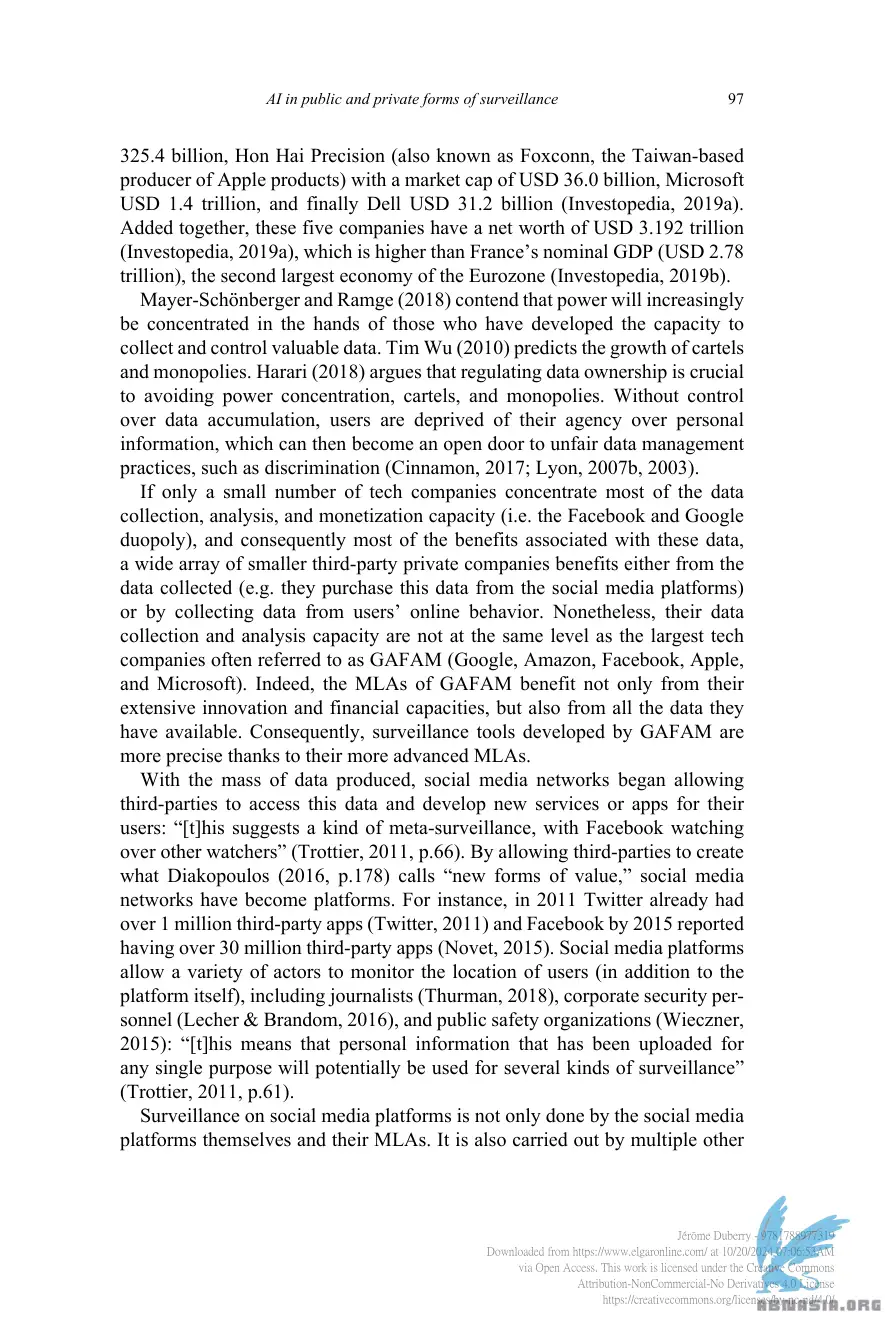 AI in public and private forms of surveillance 97
325.4 billion, Hon Hai Precision (also known as Foxconn, the Taiwan-based
producer of Apple products) with a market cap of USD 36.0 billion, Microsoft
USD 1.4 trillion, and finally Dell USD 31.2 billion (Investopedia, 2019a).
Added together, these five companies have a net worth of USD 3.192 trillion
(Investopedia, 2019a), which is higher than France’s nominal GDP (USD 2.78
trillion), the second largest economy of the Eurozone (Investopedia, 2019b).
Mayer-Schönberger and Ramge (2018) contend that power will increasingly
be concentrated in the hands of those who have developed the capacity to
collect and control valuable data. Tim Wu (2010) predicts the growth of cartels
and monopolies. Harari (2018) argues that regulating data ownership is crucial
to avoiding power concentration, cartels, and monopolies. Without control
over data accumulation, users are deprived of their agency over personal
information, which can then become an open door to unfair data management
practices, such as discrimination (Cinnamon, 2017; Lyon, 2007b, 2003).
If only a small number of tech companies concentrate most of the data
collection, analysis, and monetization capacity (i.e. the Facebook and Google
duopoly), and consequently most of the benefits associated with these data,
a wide array of smaller third-party private companies benefits either from the
data collected (e.g. they purchase this data from the social media platforms)
or by collecting data from users’ online behavior. Nonetheless, their data
collection and analysis capacity are not at the same level as the largest tech
companies often referred to as GAFAM (Google, Amazon, Facebook, Apple,
and Microsoft). Indeed, the MLAs of GAFAM benefit not only from their
extensive innovation and financial capacities, but also from all the data they
have available. Consequently, surveillance tools developed by GAFAM are
more precise thanks to their more advanced MLAs.
With the mass of data produced, social media networks began allowing
third-parties to access this data and develop new services or apps for their
users: “[t]his suggests a kind of meta-surveillance, with Facebook watching
over other watchers” (Trottier, 2011, p.66). By allowing third-parties to create
what Diakopoulos (2016, p.178) calls “new forms of value,” social media
networks have become platforms. For instance, in 2011 Twitter already had
over 1 million third-party apps (Twitter, 2011) and Facebook by 2015 reported
having over 30 million third-party apps (Novet, 2015). Social media platforms
allow a variety of actors to monitor the location of users (in addition to the
platform itself), including journalists (Thurman, 2018), corporate security per-
sonnel (Lecher & Brandom, 2016), and public safety organizations (Wieczner,
2015): “[t]his means that personal information that has been uploaded for
any single purpose will potentially be used for several kinds of surveillance”
(Trottier, 2011, p.61).
Surveillance on social media platforms is not only done by the social media
platforms themselves and their MLAs. It is also carried out by multiple other
Jérôme Duberry - 9781788977319
Downloaded from https://www.elgaronline.com/ at 10/20/2024 07:06:53AM
via Open Access. This work is licensed under the Creative Commons
Attribution-NonCommercial-No Derivatives 4.0 License
https://creativecommons.org/licenses/by-nc-nd/4.0/
ABMASIA.ORG